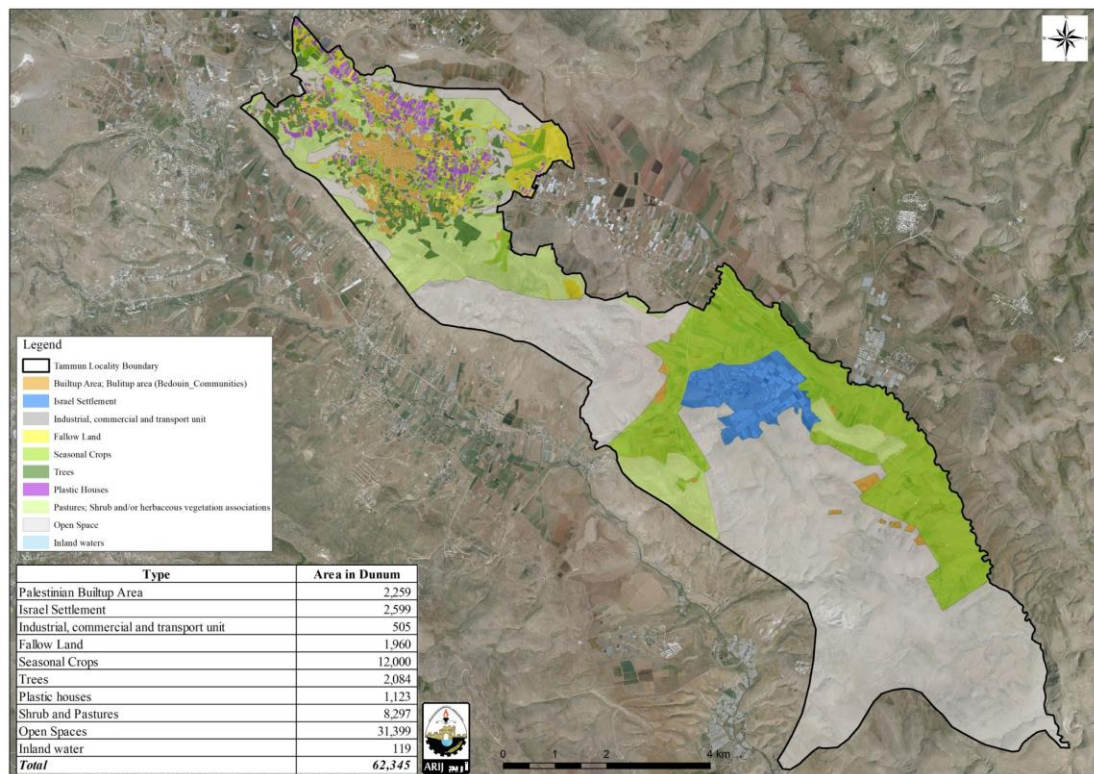 Legend
Tammun Locality Boundary
Builtup Area; Bulitup area (Bedouin_Communities)
Israel Settlement
Industrial, commercial and transport unit
Fallow Land
Seasonal Crops
Trees
Plastic Houses
Pastures; Shrub and/or herbaceous vegetation associations
Open Space
Inland waters
Type Area in Dunum
Palestinian Builtup Area 2,259
Israel Settlement 2,599
Industrial, commercial and transport unit 505
Fallow Land 1,960
Seasonal Crops 12,000
Trees 2,084
Plastic houses 1,123
Shrub and Pastures 8,297
Open Spaces 31,399
Inland water 119
Total 62,345
ARIJ أريج
0 2 4 km